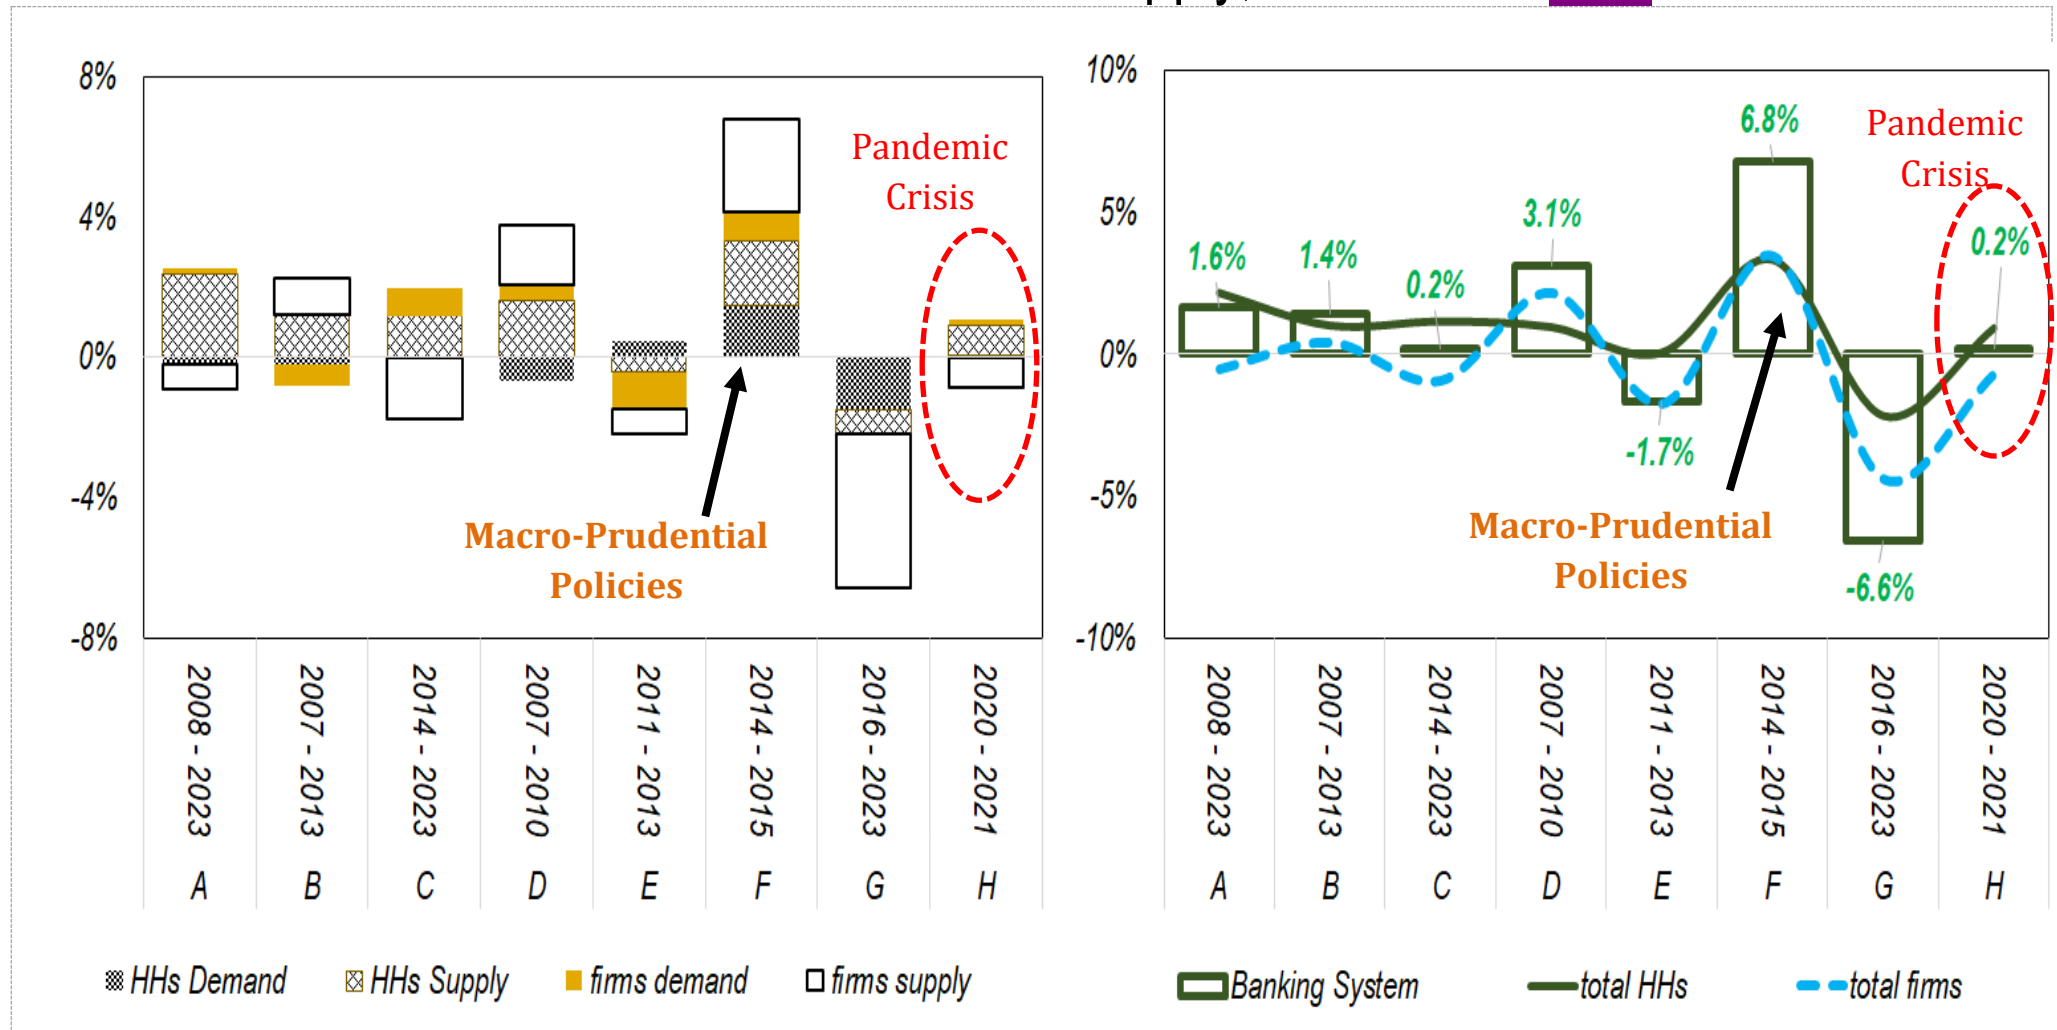 8%
4%
0%
-4%
-8%
Pandemic
Crisis
Macro-Prudential
Policies
2008 - 2023
2007 - 2013
2014 - 2023
2007 - 2010
2011 - 2013
2014 - 2015
2016 - 2023
2020 - 2021
A B C D E F G H
HHs Demand HHs Supply firms demand firms supply
10%
5%
0%
-5%
-10%
1.6%
1.4%
0.2%
3.1%
-1.7%
6.8%
-6.6%
0.2%
Pandemic
Crisis
Macro-Prudential
Policies
2008 - 2023
2007 - 2013
2014 - 2023
2007 - 2010
2011 - 2013
2014 - 2015
2016 - 2023
2020 - 2021
A B C D E F G H
Banking System total HHs total firms